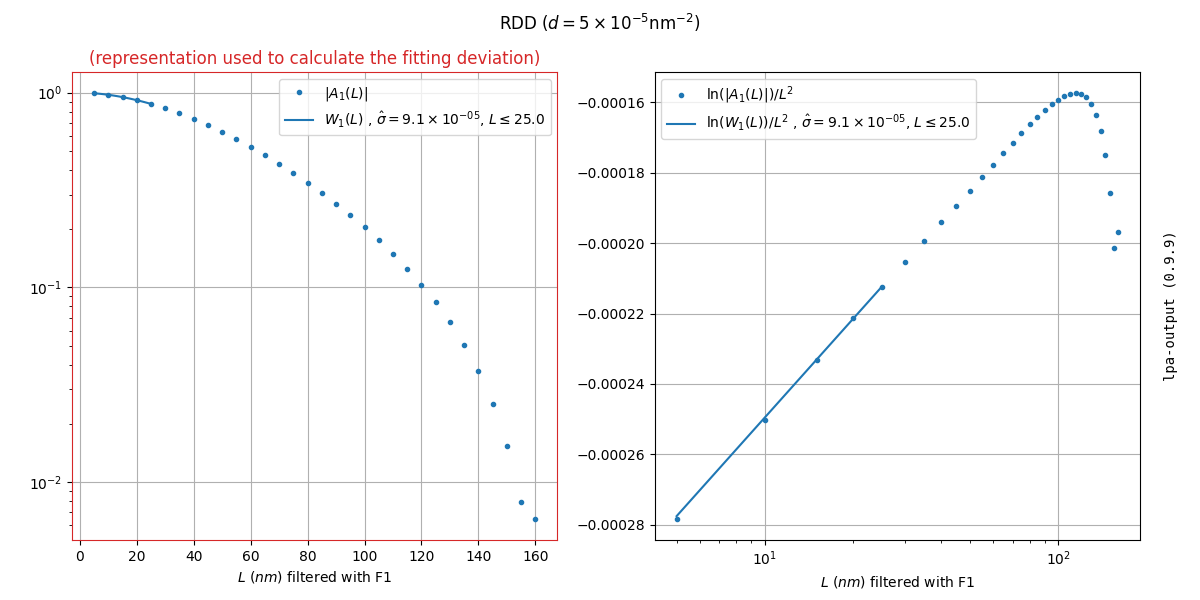 RDD (d = 5 × 10⁻⁵nm⁻²)
(representation used to calculate the fitting deviation)
|A₁(L)|
W₁(L) , σ̂ = 9.1 × 10⁻⁰⁵, L ≤ 25.0
10⁰
10⁻¹
10⁻²
0 20 40 60 80 100 120 140 160
L (nm) filtered with F1
ln(|A₁(L)|)/L²
ln(W₁(L))/L² , σ̂ = 9.1 × 10⁻⁰⁵, L ≤ 25.0
−0.00016
−0.00018
−0.00020
−0.00022
−0.00024
−0.00026
−0.00028
10¹ 10²
L (nm) filtered with F1
lpa-output (0.9.9)